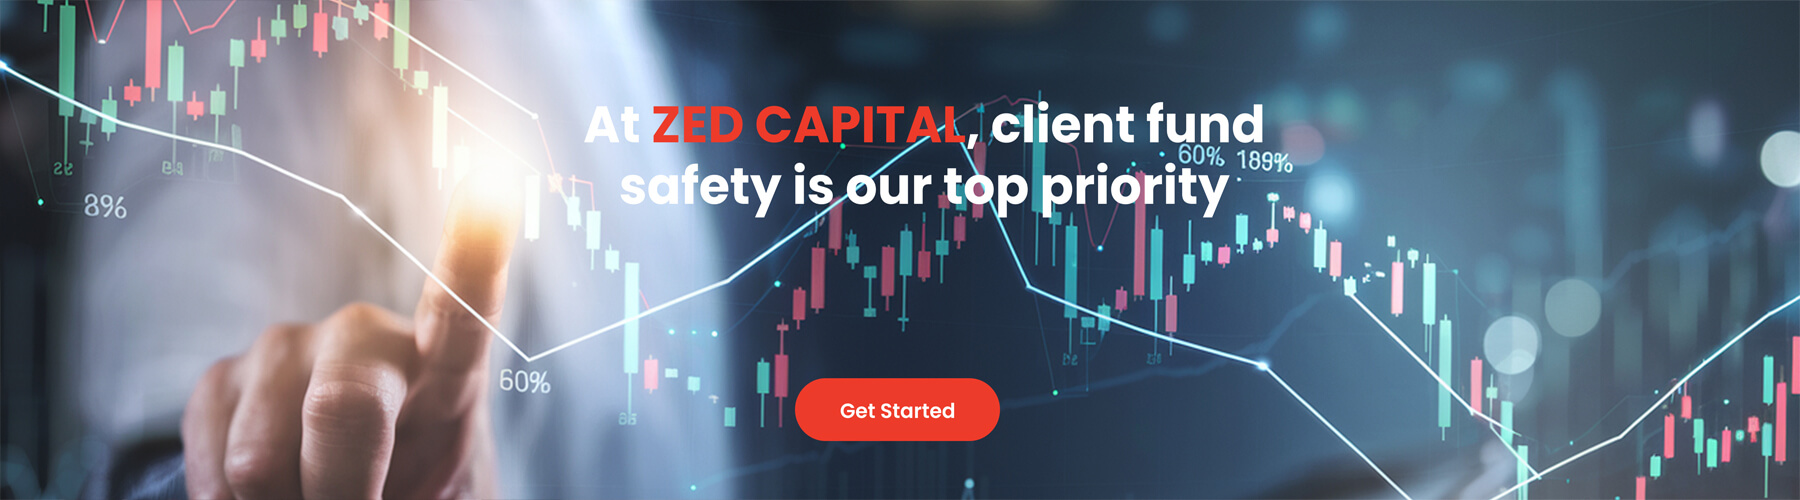 At ZED CAPITAL, client fund
safety is our top priority
60% 189%
8%
60%
Get Started